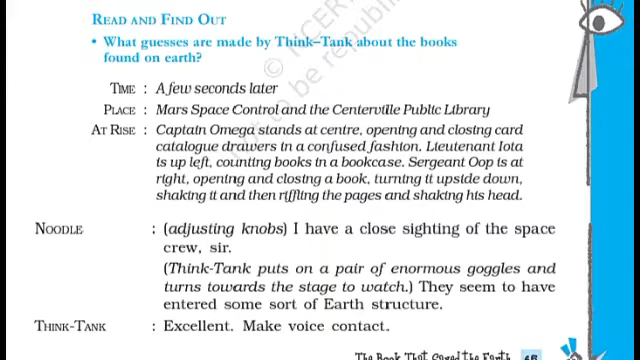 READ AND FIND OUT
• What guesses are made by Think–Tank about the books
found on earth?
TIME : A few seconds later
PLACE : Mars Space Control and the Centerville Public Library
AT RISE : Captain Omega stands at centre, opening and closing card
catalogue drawers in a confused fashion. Lieutenant Iota
is up left, counting books in a bookcase. Sergeant Oop is at
right, opening and closing a book, turning it upside down,
shaking it and then riffling the pages and shaking his head.
NOODLE : (adjusting knobs) I have a close sighting of the space
crew, sir.
(Think-Tank puts on a pair of enormous goggles and
turns towards the stage to watch.) They seem to have
entered some sort of Earth structure.
THINK-TANK : Excellent. Make voice contact.
The Book That Saved the Earth